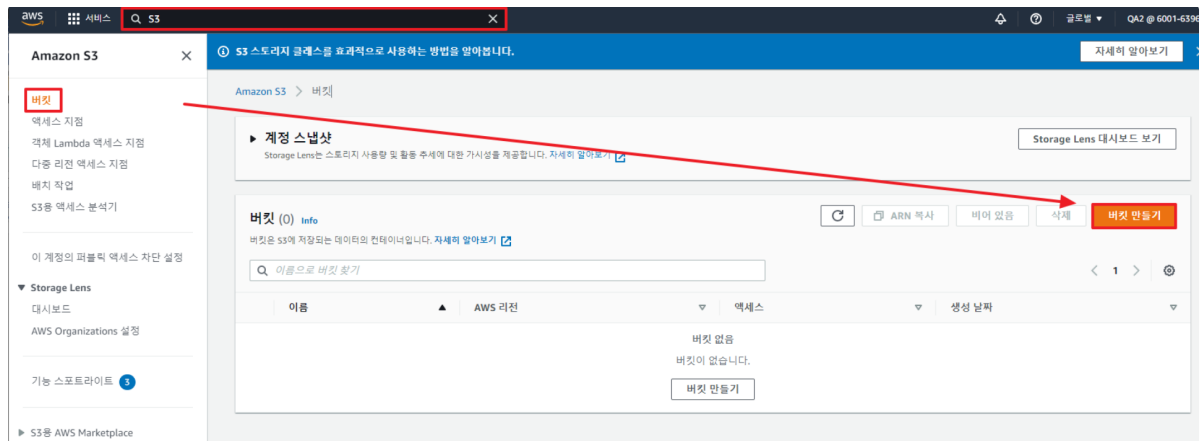 aws
서비스
S3
글로벌 ▼
QA2 @ 6001-6396
Amazon S3
버킷
액세스 지점
객체 Lambda 액세스 지점
다중 리전 액세스 지점
배치 작업
S3용 액세스 분석기
이 계정의 퍼블릭 액세스 차단 설정
▼ Storage Lens
대시보드
AWS Organizations 설정
기능 스포트라이트 3
▶ S3용 AWS Marketplace
S3 스토리지 클래스를 효과적으로 사용하는 방법을 알아봅니다.
자세히 알아보기
Amazon S3 > 버킷
▶ 계정 스냅샷
Storage Lens는 스토리지 사용량 및 활동 추세에 대한 가시성을 제공합니다. 자세히 알아보기
Storage Lens 대시보드 보기
버킷 (0) Info
버킷은 S3에 저장되는 데이터의 컨테이너입니다. 자세히 알아보기
ARN 복사
비어 있음
삭제
버킷 만들기
이름으로 버킷 찾기
< 1 >
이름 ▲ AWS 리전 ▽ 액세스 ▽ 생성 날짜 ▽
버킷 없음
버킷이 없습니다.
버킷 만들기